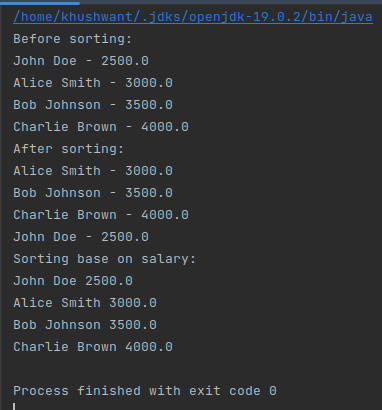 /home/khushwant/.jdks/openjdk-19.0.2/bin/java
Before sorting:
John Doe - 2500.0
Alice Smith - 3000.0
Bob Johnson - 3500.0
Charlie Brown - 4000.0
After sorting:
Alice Smith - 3000.0
Bob Johnson - 3500.0
Charlie Brown - 4000.0
John Doe - 2500.0
Sorting base on salary:
John Doe 2500.0
Alice Smith 3000.0
Bob Johnson 3500.0
Charlie Brown 4000.0
Process finished with exit code 0